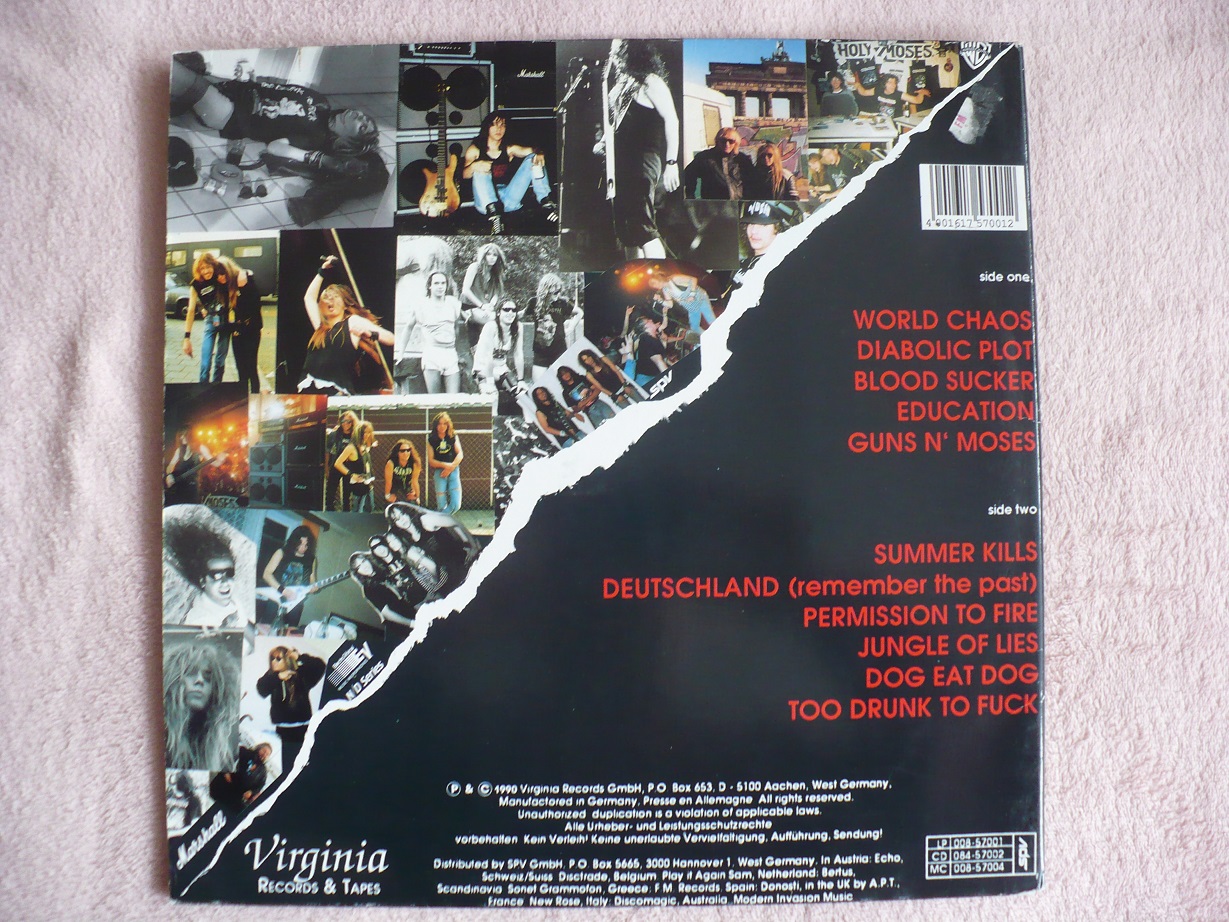 Marshall
HOLY MOSES
4 001617 570012
side one:
WORLD CHAOS
DIABOLIC PLOT
BLOOD SUCKER
EDUCATION
GUNS N' MOSES
SPV
side two
SUMMER KILLS
DEUTSCHLAND (remember the past)
PERMISSION TO FIRE
JUNGLE OF LIES
DOG EAT DOG
TOO DRUNK TO FUCK
EV
D Series
Marshall
Virginia
RECORDS & TAPES
Ⓟ & © 1990 Virginia Records GmbH, P.O. Box 653, D - 5100 Aachen, West Germany,
Manufactored in Germany, Presse en Allemagne All rights reserved.
Unauthorized duplication is a violation of applicable laws.
Alle Urheber- und Leistungsschutzrechte
vorbehalten Kein Verleih! Keine unerlaubte Vervielfältigung, Aufführung, Sendung!
Distributed by SPV GmbH, P.O. Box 5665, 3000 Hannover 1, West Germany, In Austria: Echo,
Schweiz/Suiss Disctrade, Belgium Play it Again Sam, Netherland: Bertus,
Scandinavia Sonet Grammofon, Greece: F.M. Records, Spain: Donosti, in the UK by A.P.T.,
France New Rose, Italy: Discomagic, Australia Modern Invasion Music
LP 008-57001
CD 084-57002
MC 008-57004
SPV